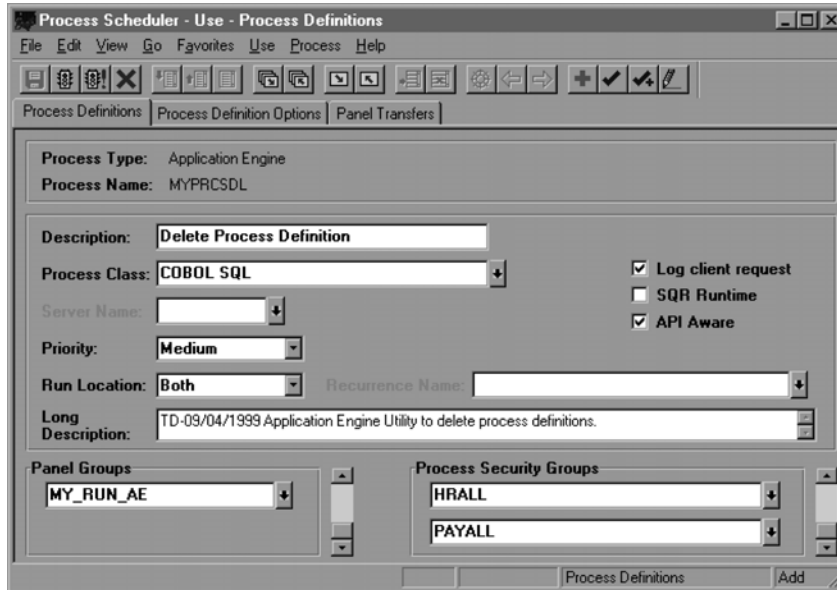 Process Scheduler - Use - Process Definitions
File Edit View Go Favorites Use Process Help
Process Definitions Process Definition Options Panel Transfers
Process Type: Application Engine
Process Name: MYPRCSDL
Description: Delete Process Definition
Process Class: COBOL SQL
Log client request
Server Name:
SQR Runtime
API Aware
Priority: Medium
Run Location: Both Recurrence Name:
Long Description: TD-09/04/1999 Application Engine Utility to delete process definitions.
Panel Groups
MY_RUN_AE
Process Security Groups
HRALL
PAYALL
Process Definitions Add